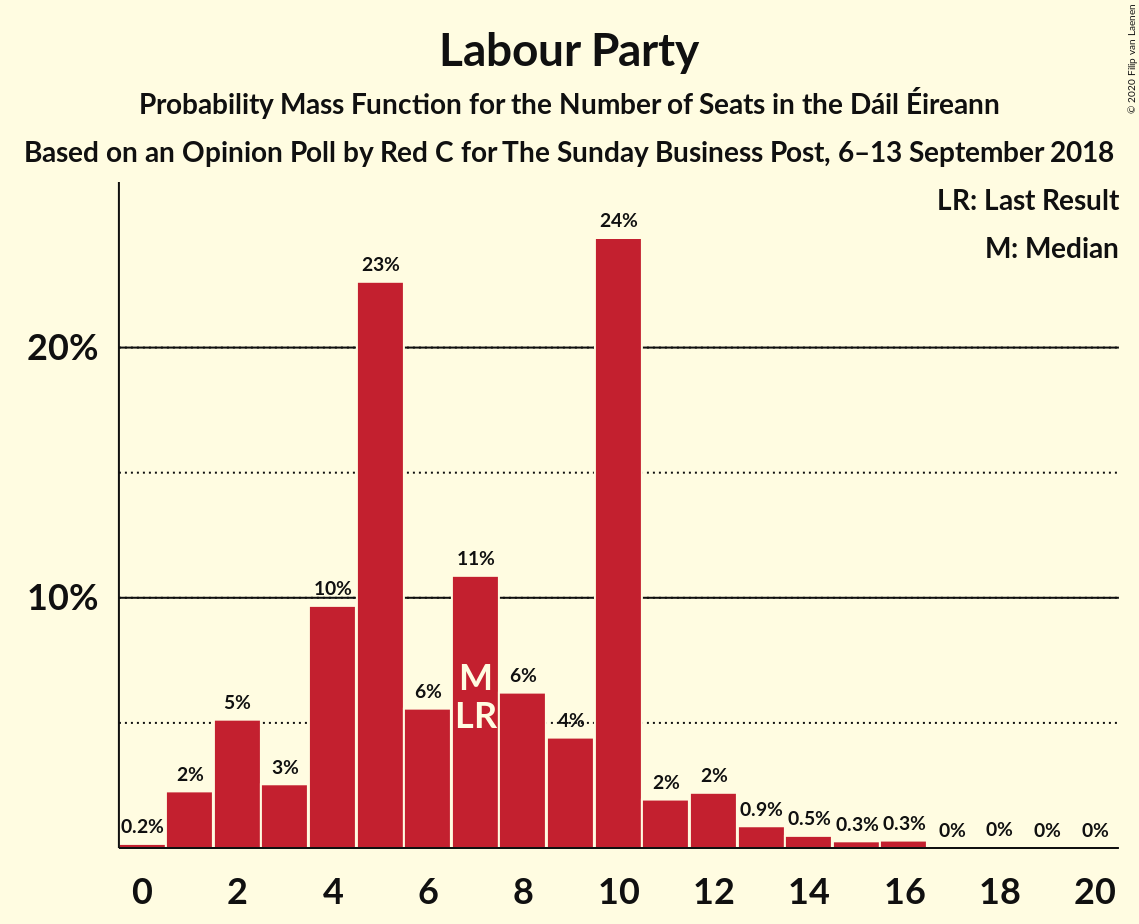 Labour Party
Probability Mass Function for the Number of Seats in the Dáil Éireann
Based on an Opinion Poll by Red C for The Sunday Business Post, 6–13 September 2018
© 2020 Filip van Laenen
LR: Last Result
M: Median
20%
10%
0.2%
2%
5%
3%
10%
23%
6%
11%
6%
4%
24%
2%
2%
0.9%
0.5%
0.3%
0.3%
0%
0%
0%
0%
M
LR
0 2 4 6 8 10 12 14 16 18 20